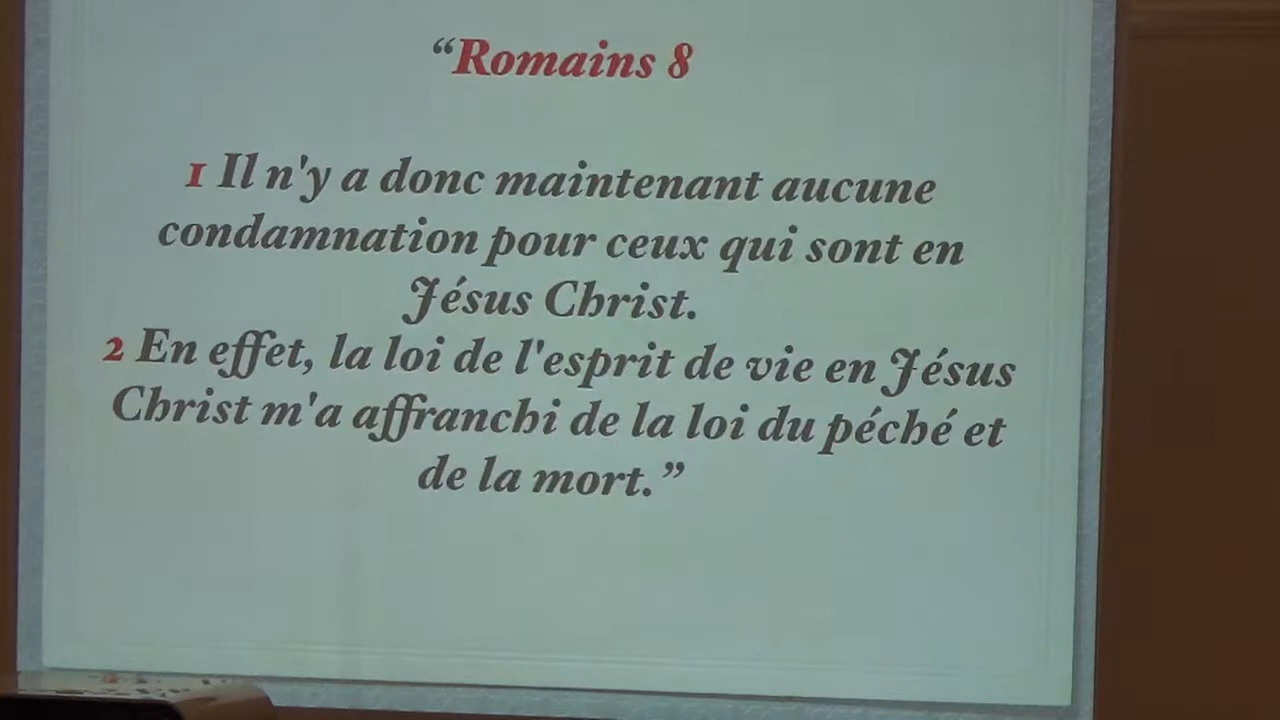 “Romains 8
1 Il n'y a donc maintenant aucune
condamnation pour ceux qui sont en
Jésus Christ.
2 En effet, la loi de l'esprit de vie en Jésus
Christ m'a affranchi de la loi du péché et
de la mort.”